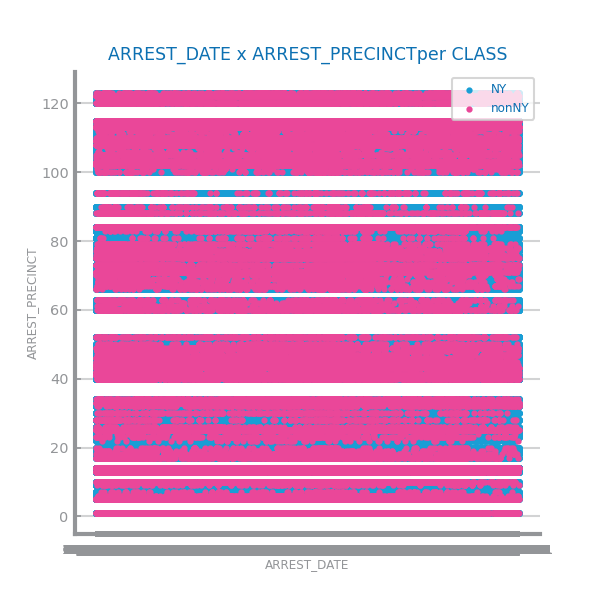 ARREST_DATE x ARREST_PRECINCTper CLASS
NY
nonNY
120
100
80
60
40
20
0
ARREST_PRECINCT
ARREST_DATE